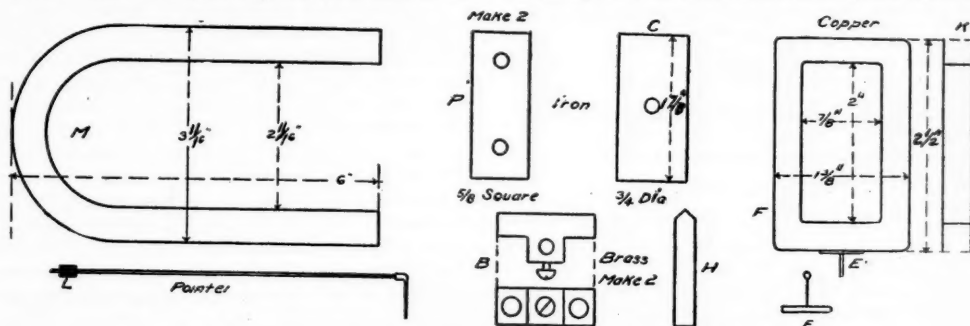 M
3 11/16"
2 11/16"
6"
L
Pointer
Make 2
P
iron
5/8 Square
C
1 7/8"
3/4 Dia
B
Brass
Make 2
H
Copper
K
2"
7/8"
1 3/8"
2 1/2"
F
E
E